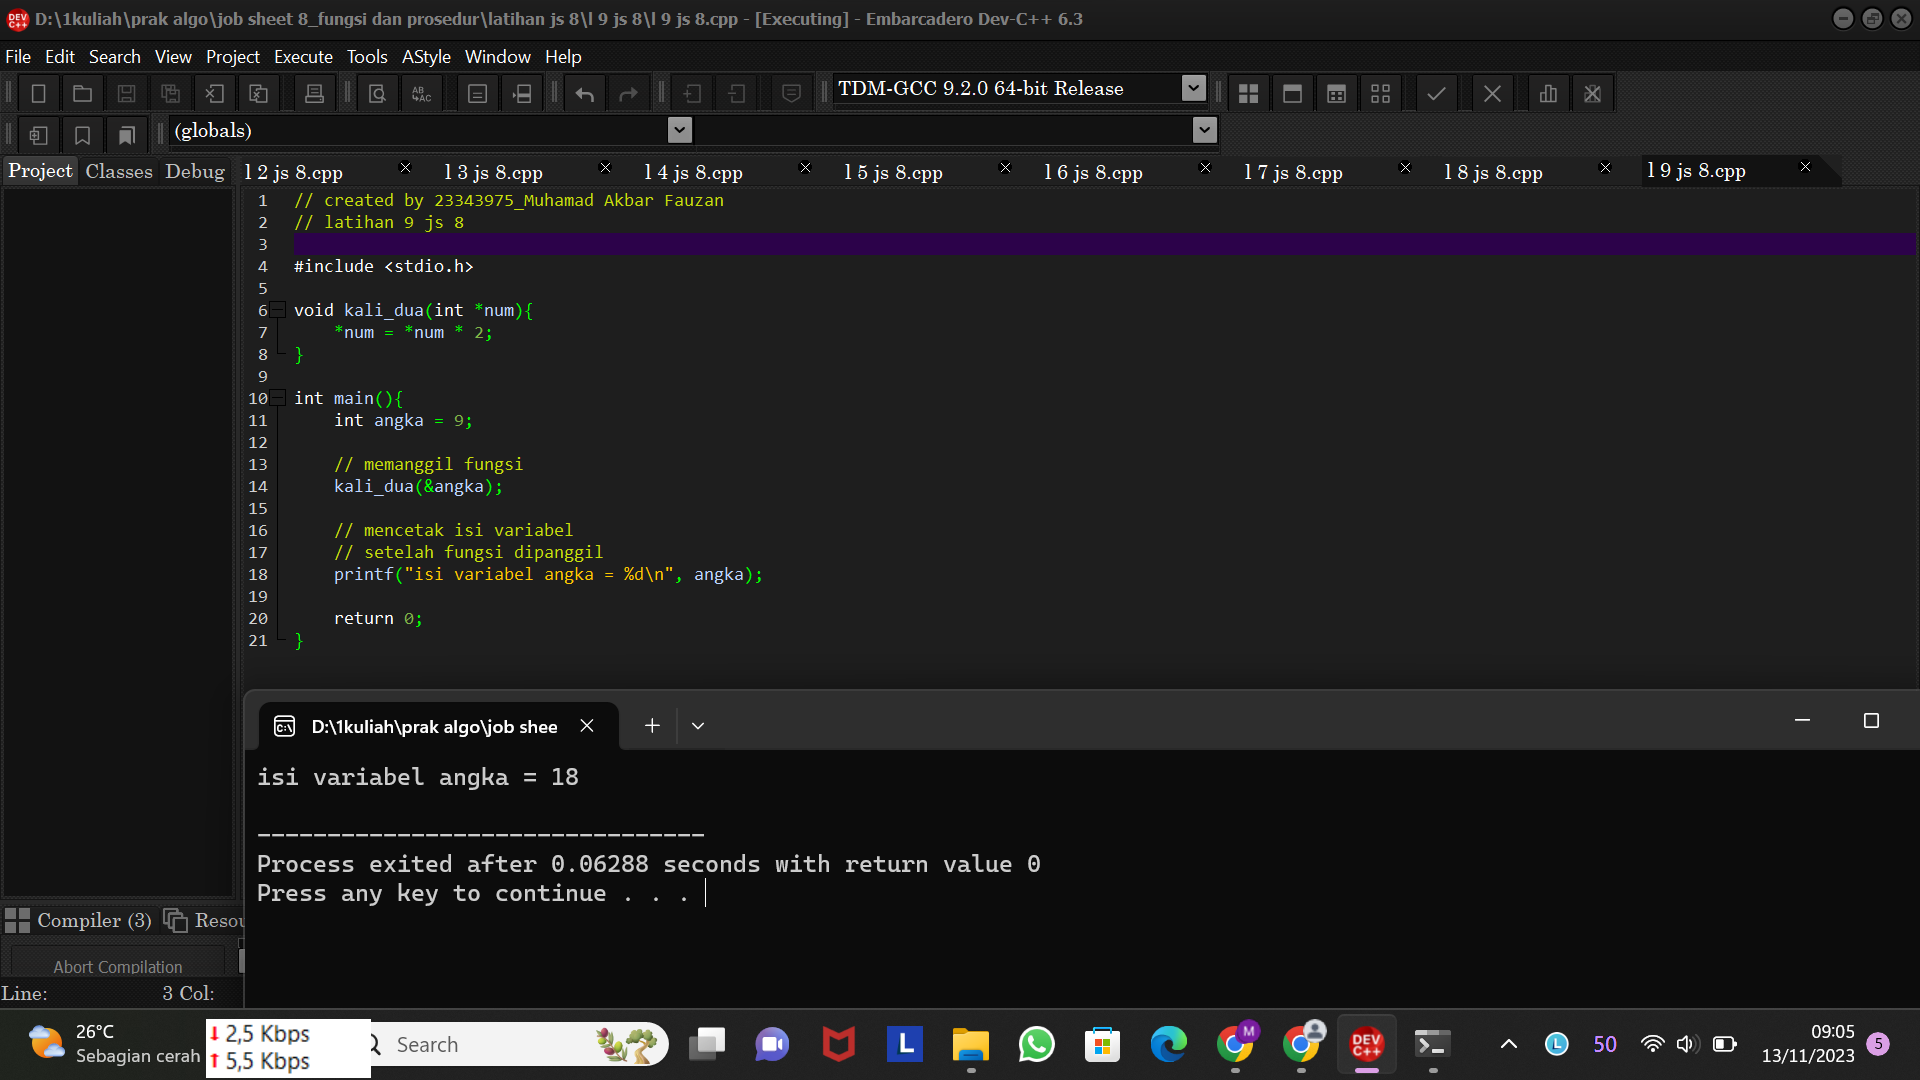 D:\1kuliah\prak algo\job sheet 8_fungsi dan prosedur\latihan js 8\l 9 js 8\l 9 js 8.cpp - [Executing] - Embarcadero Dev-C++ 6.3
File Edit Search View Project Execute Tools AStyle Window Help
TDM-GCC 9.2.0 64-bit Release
(globals)
Project Classes Debug
l 2 js 8.cpp l 3 js 8.cpp l 4 js 8.cpp l 5 js 8.cpp l 6 js 8.cpp l 7 js 8.cpp l 8 js 8.cpp l 9 js 8.cpp
1 // created by 23343975_Muhamad Akbar Fauzan
2 // latihan 9 js 8
3
4 #include <stdio.h>
5
6 void kali_dua(int *num){
7 *num = *num * 2;
8 }
9
10 int main(){
11 int angka = 9;
12
13 // memanggil fungsi
14 kali_dua(&angka);
15
16 // mencetak isi variabel
17 // setelah fungsi dipanggil
18 printf("isi variabel angka = %d\n", angka);
19
20 return 0;
21 }
D:\1kuliah\prak algo\job shee
isi variabel angka = 18
--------------------------------
Process exited after 0.06288 seconds with return value 0
Press any key to continue . . .
Compiler (3) Resou
Abort Compilation
Line: 3 Col:
26°C
Sebagian cerah
2,5 Kbps
5,5 Kbps
Search
50
09:05
13/11/2023
5